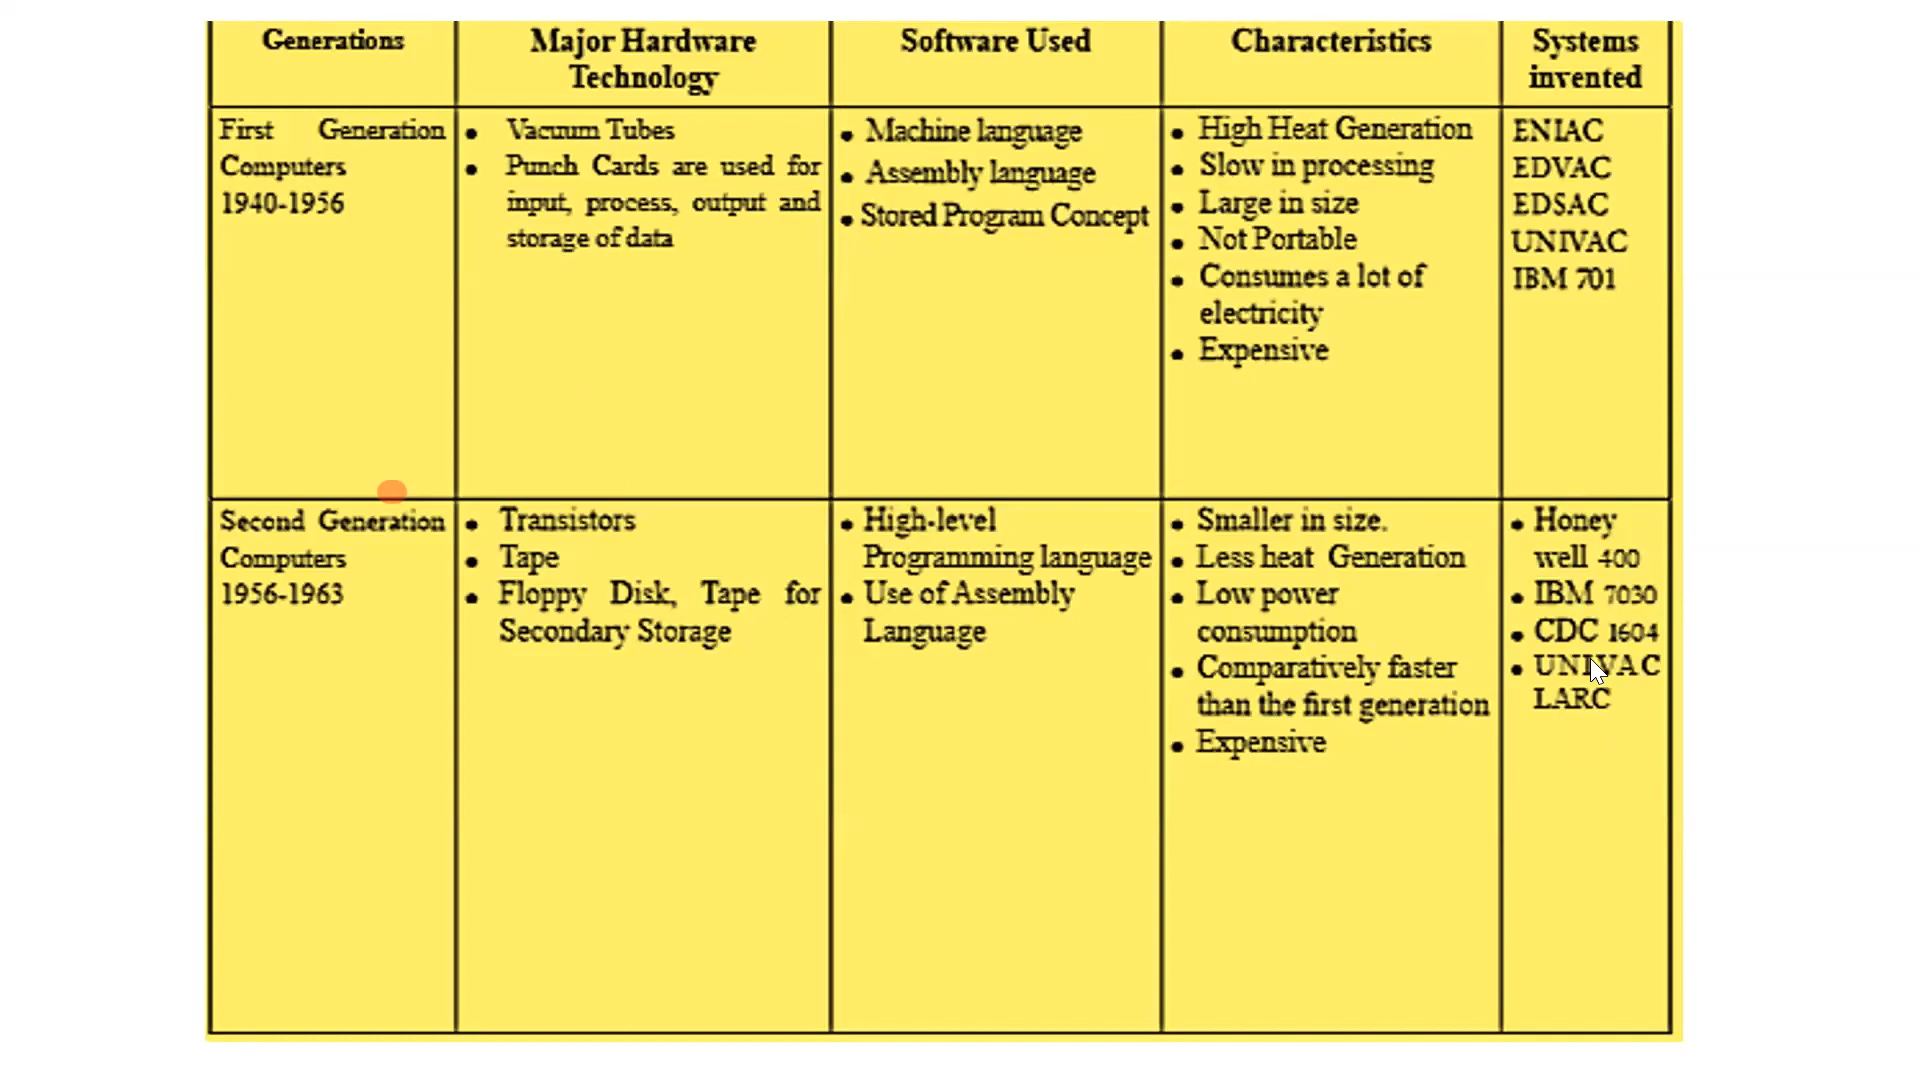 Generations
Major Hardware
Technology
Software Used
Characteristics
Systems
invented
First Generation
Computers
1940-1956
• Vacuum Tubes
• Punch Cards are used for
input, process, output and
storage of data
• Machine language
• Assembly language
• Stored Program Concept
• High Heat Generation
• Slow in processing
• Large in size
• Not Portable
• Consumes a lot of
electricity
• Expensive
ENIAC
EDVAC
EDSAC
UNIVAC
IBM 701
Second Generation
Computers
1956-1963
• Transistors
• Tape
• Floppy Disk, Tape for
Secondary Storage
• High-level
Programming language
• Use of Assembly
Language
• Smaller in size.
• Less heat Generation
• Low power
consumption
• Comparatively faster
than the first generation
• Expensive
• Honey
well 400
• IBM 7030
• CDC 1604
• UNIVAC
LARC